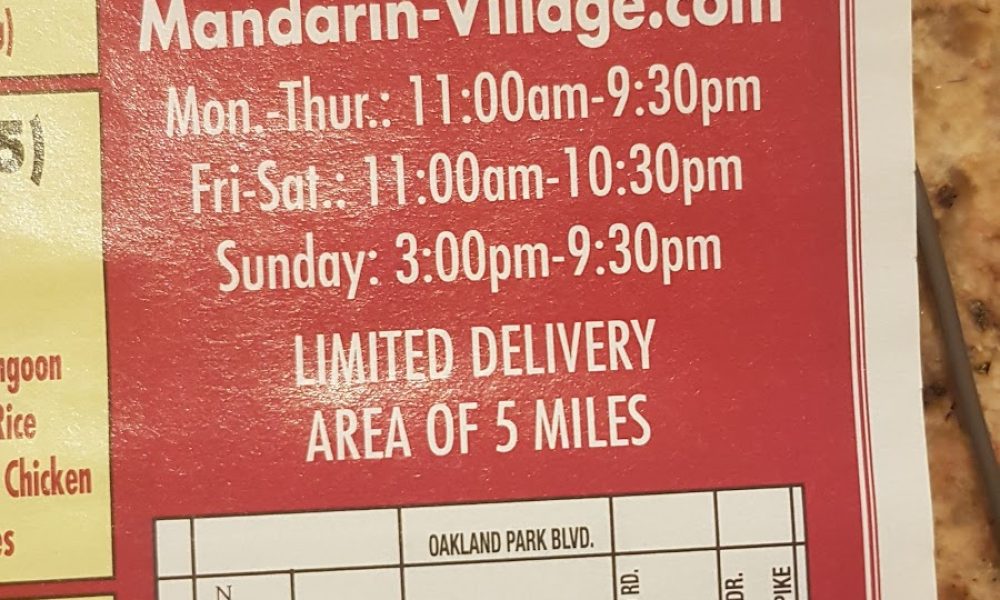 Mandarin-Village.com
Mon.-Thur.: 11:00am-9:30pm
Fri-Sat.: 11:00am-10:30pm
Sunday: 3:00pm-9:30pm
LIMITED DELIVERY
AREA OF 5 MILES
5)
Rice
Chicken
OAKLAND PARK BLVD.
N
RD.
DR.
PIKE